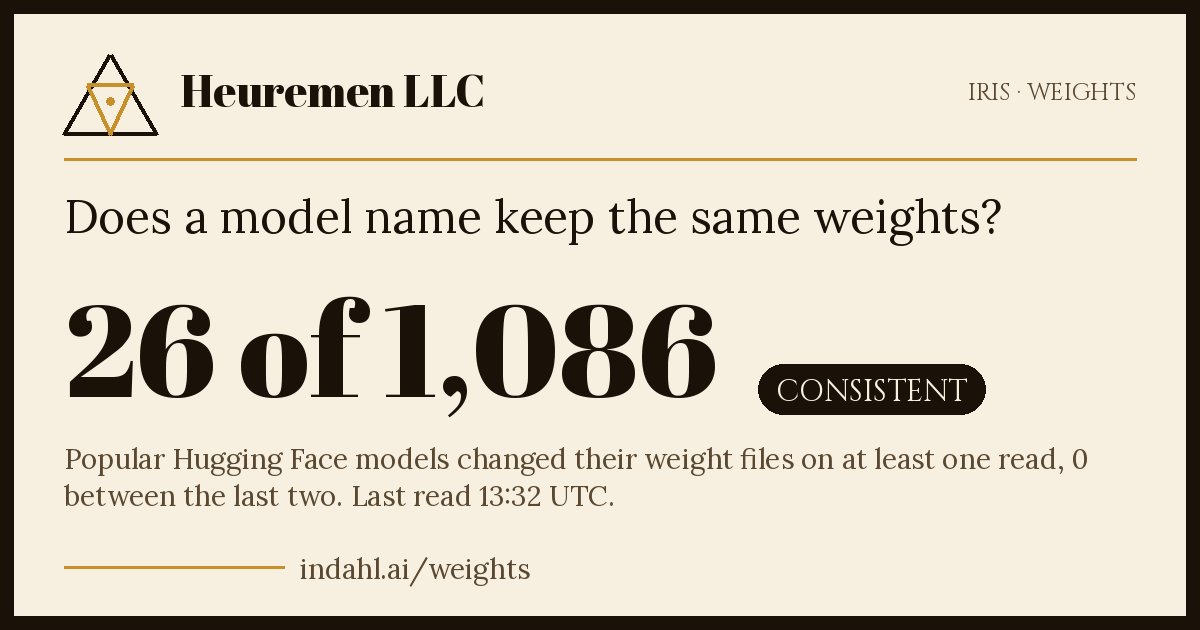 Heuremen LLC
IRIS · WEIGHTS
Does a model name keep the same weights?
26 of 1,086
CONSISTENT
Popular Hugging Face models changed their weight files on at least one read, 0
between the last two. Last read 13:32 UTC.
indahl.ai/weights